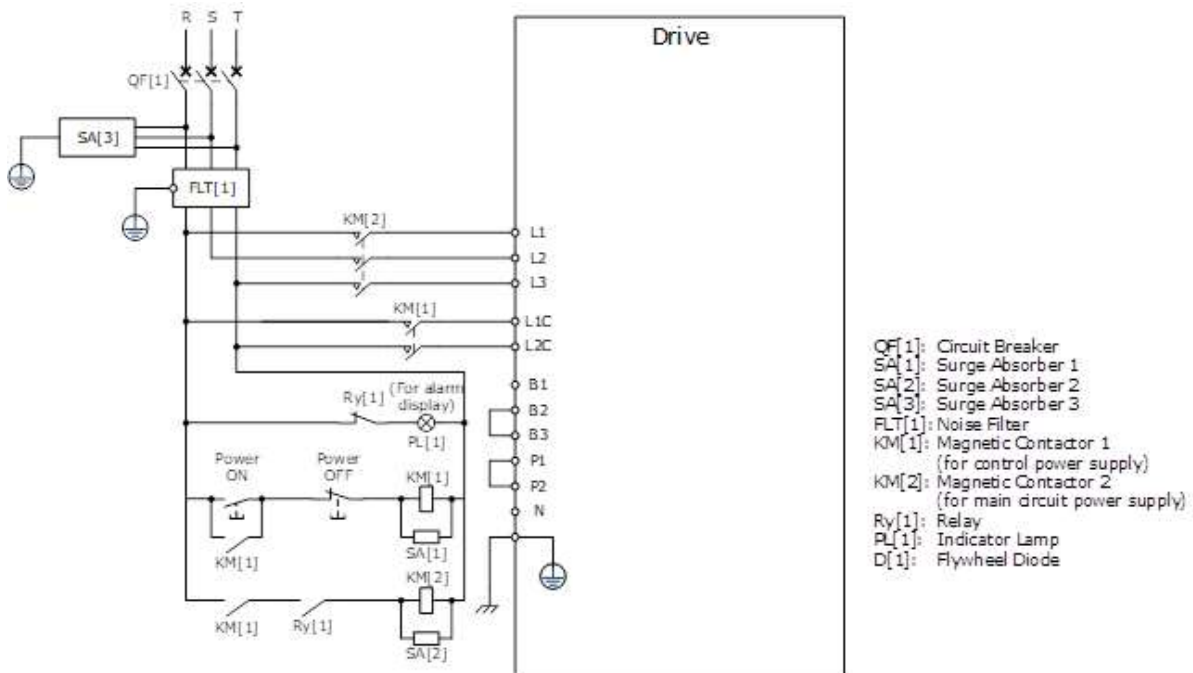 R S T
Drive
QF[1]
SA[3]
FLT[1]
KM[2]
L1
L2
L3
KM[1]
L1C
L2C
B1
Ry[1]
(For alarm
display)
PL[1]
B2
B3
Power
ON
Power
OFF
KM[1]
P1
P2
N
KM[1]
SA[1]
KM[2]
KM[1]
Ry[1]
SA[2]
QF[1]: Circuit Breaker
SA[1]: Surge Absorber 1
SA[2]: Surge Absorber 2
SA[3]: Surge Absorber 3
FLT[1]: Noise Filter
KM[1]: Magnetic Contactor 1
(for control power supply)
KM[2]: Magnetic Contactor 2
(for main circuit power supply)
Ry[1]: Relay
PL[1]: Indicator Lamp
D[1]: Flywheel Diode